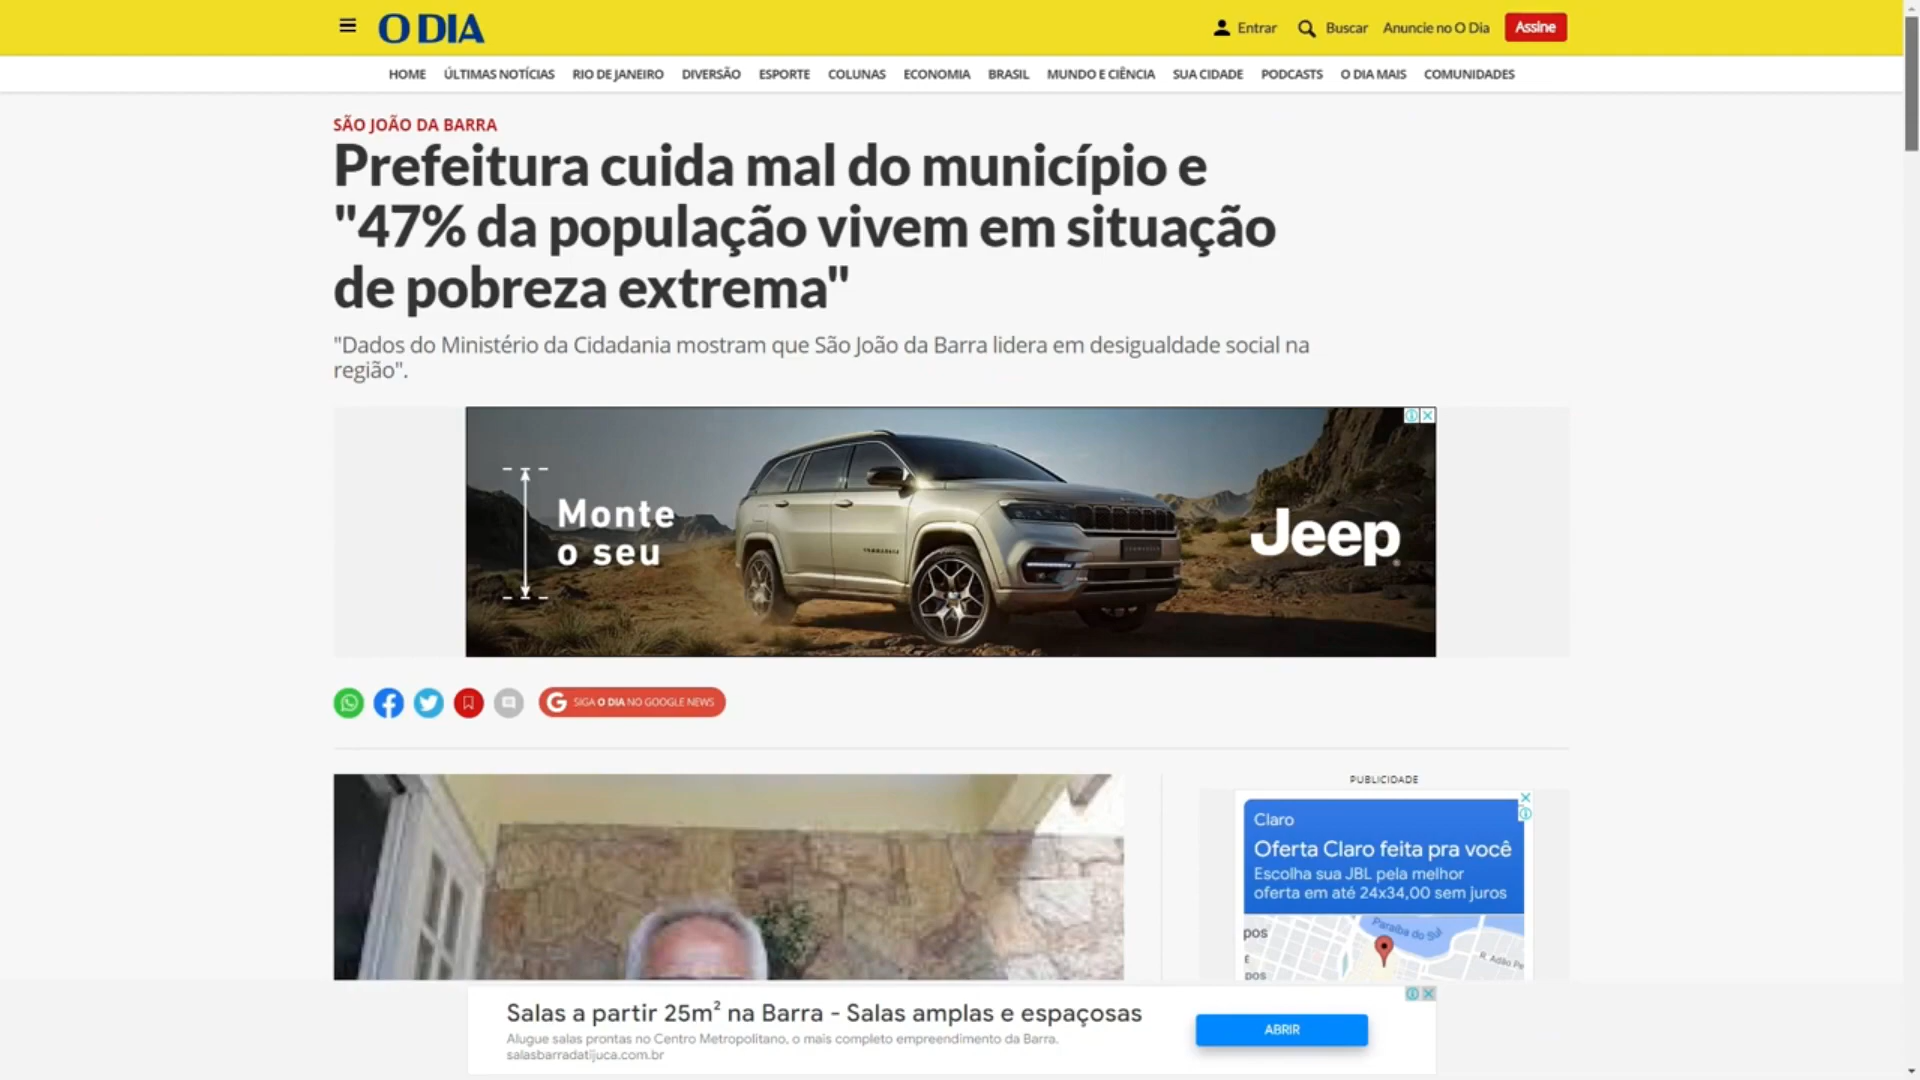 O DIA
Entrar
Buscar
Anuncie no O Dia
Assine
HOME ÚLTIMAS NOTÍCIAS RIO DE JANEIRO DIVERSÃO ESPORTE COLUNAS ECONOMIA BRASIL MUNDO E CIÊNCIA SUA CIDADE PODCASTS O DIA MAIS COMUNIDADES
SÃO JOÃO DA BARRA
Prefeitura cuida mal do município e
"47% da população vivem em situação
de pobreza extrema"
"Dados do Ministério da Cidadania mostram que São João da Barra lidera em desigualdade social na
região".
Monte
o seu
Jeep
SIGA O DIA NO GOOGLE NEWS
PUBLICIDADE
Claro
Oferta Claro feita pra você
Escolha sua JBL pela melhor
oferta em até 24x34,00 sem juros
Paraíba do Sul
pos
R. Adão Pe
E
pos
Salas a partir 25m² na Barra - Salas amplas e espaçosas
Alugue salas prontas no Centro Metropolitano, o mais completo empreendimento da Barra.
salasbarradatijuca.com.br
ABRIR